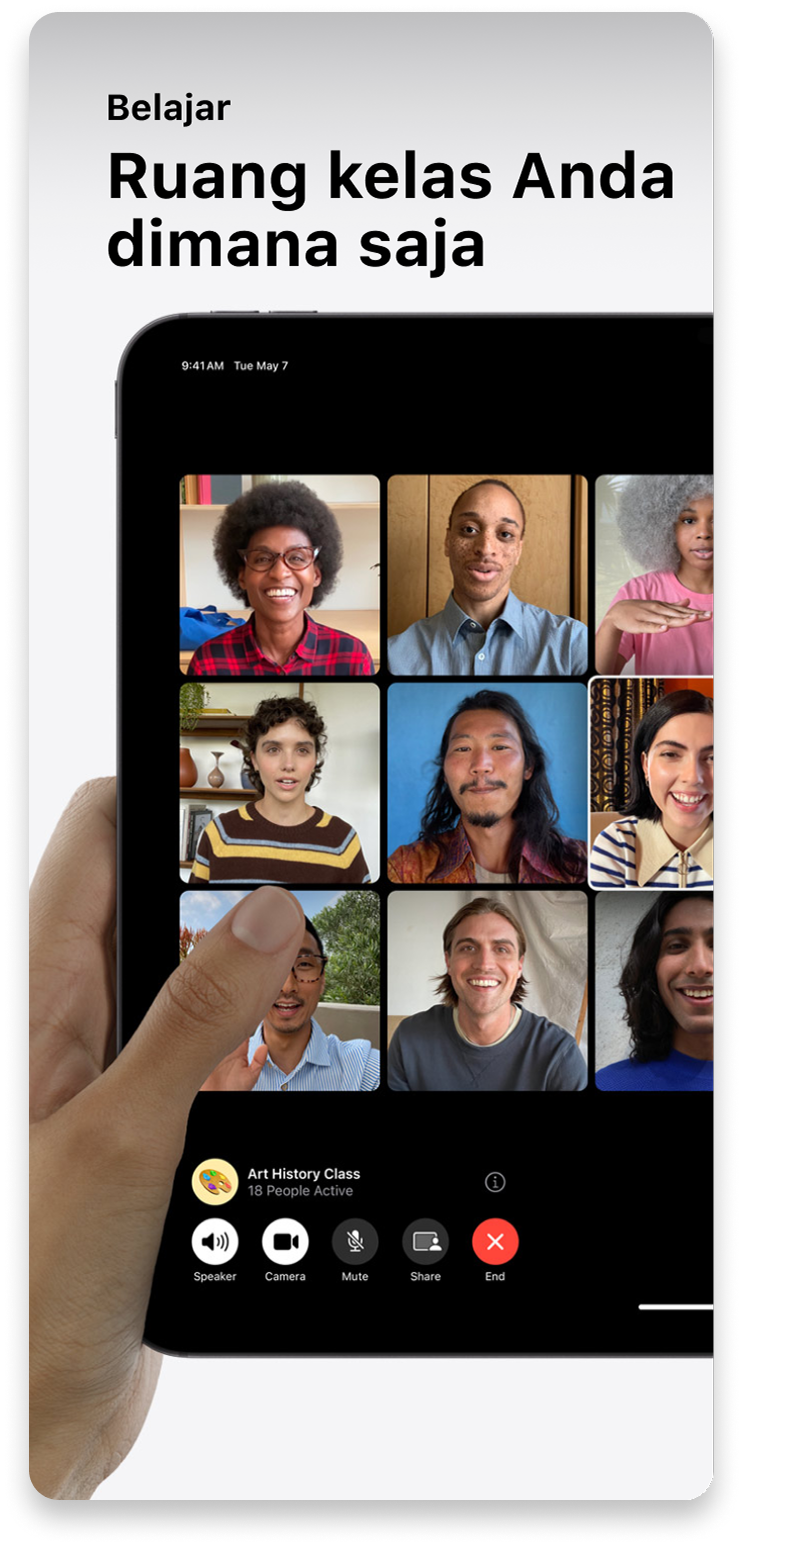 Belajar
Ruang kelas Anda
dimana saja
9:41 AM Tue May 7
Art History Class
18 People Active
Speaker Camera Mute Share End